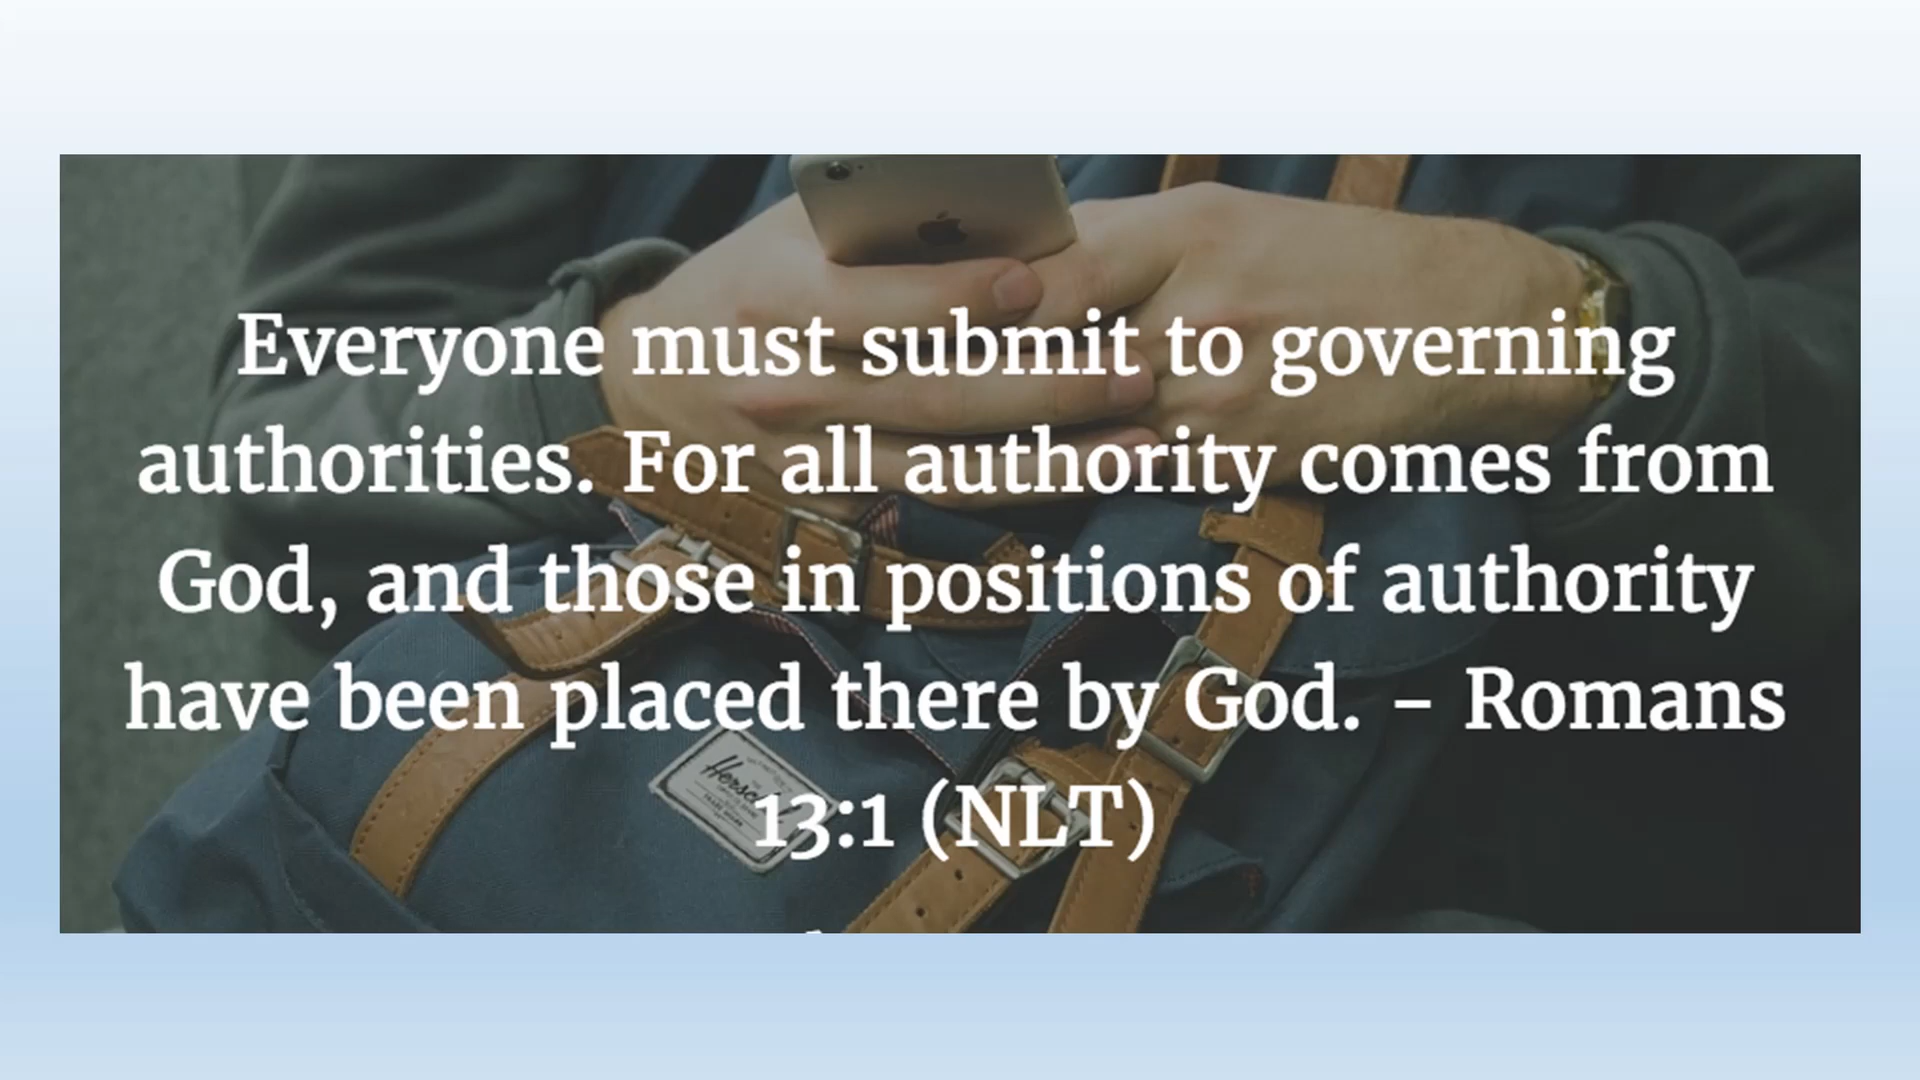 Everyone must submit to governing
authorities. For all authority comes from
God, and those in positions of authority
have been placed there by God. – Romans
13:1 (NLT)